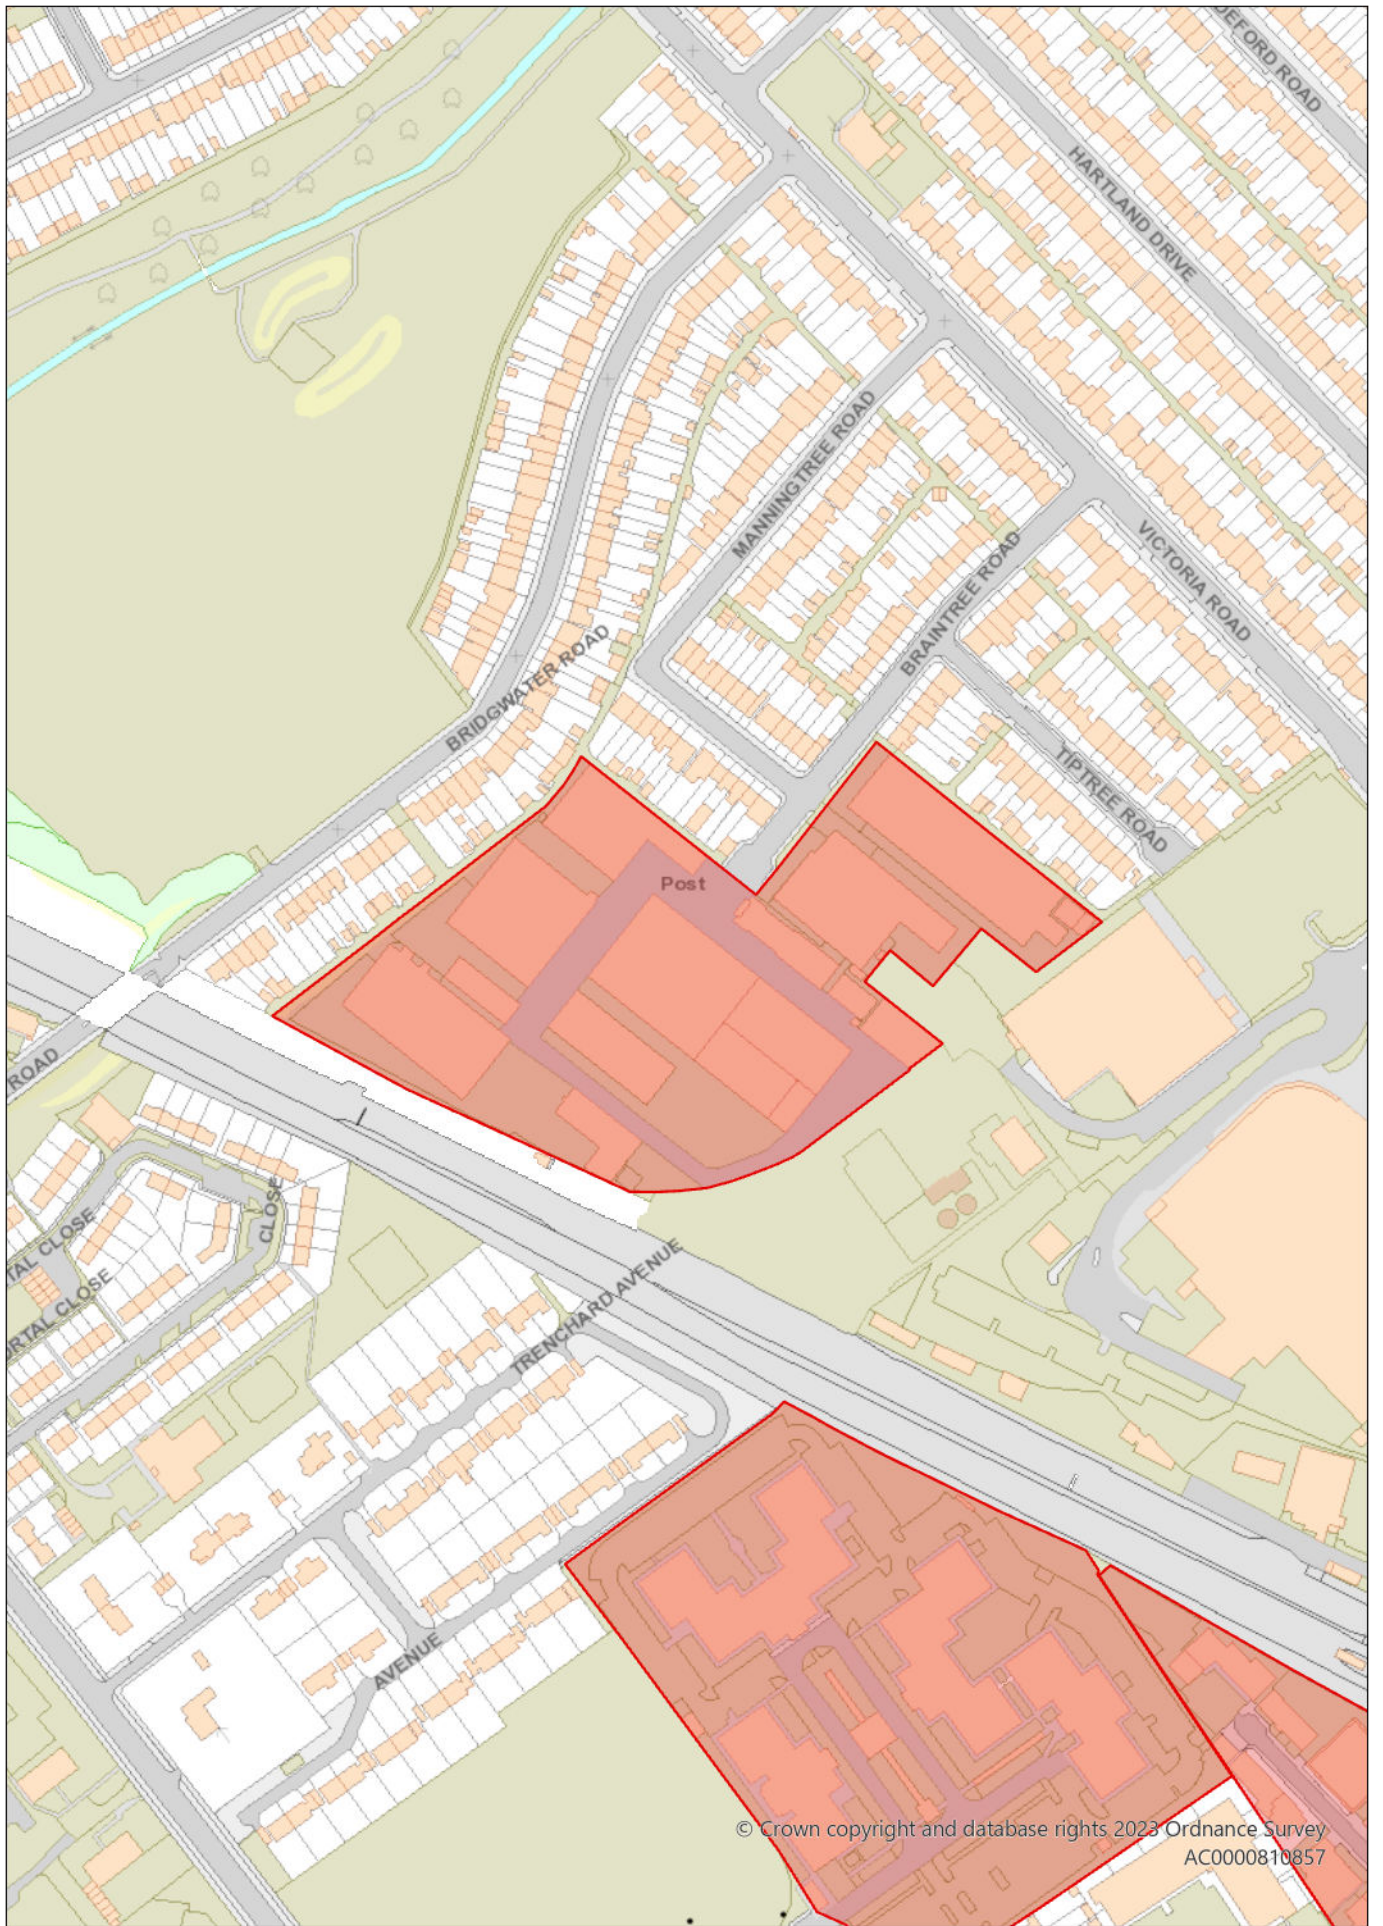 DEFORD ROAD
HARTLAND DRIVE
MANNINGTREE ROAD
VICTORIA ROAD
BRAINTREE ROAD
BRIDGWATER ROAD
TIPTREE ROAD
Post
ROAD
CLOSE
TAL CLOSE
ORTAL CLOSE
TRENCHARD AVENUE
AVENUE
© Crown copyright and database rights 2023 Ordnance Survey
AC0000810857